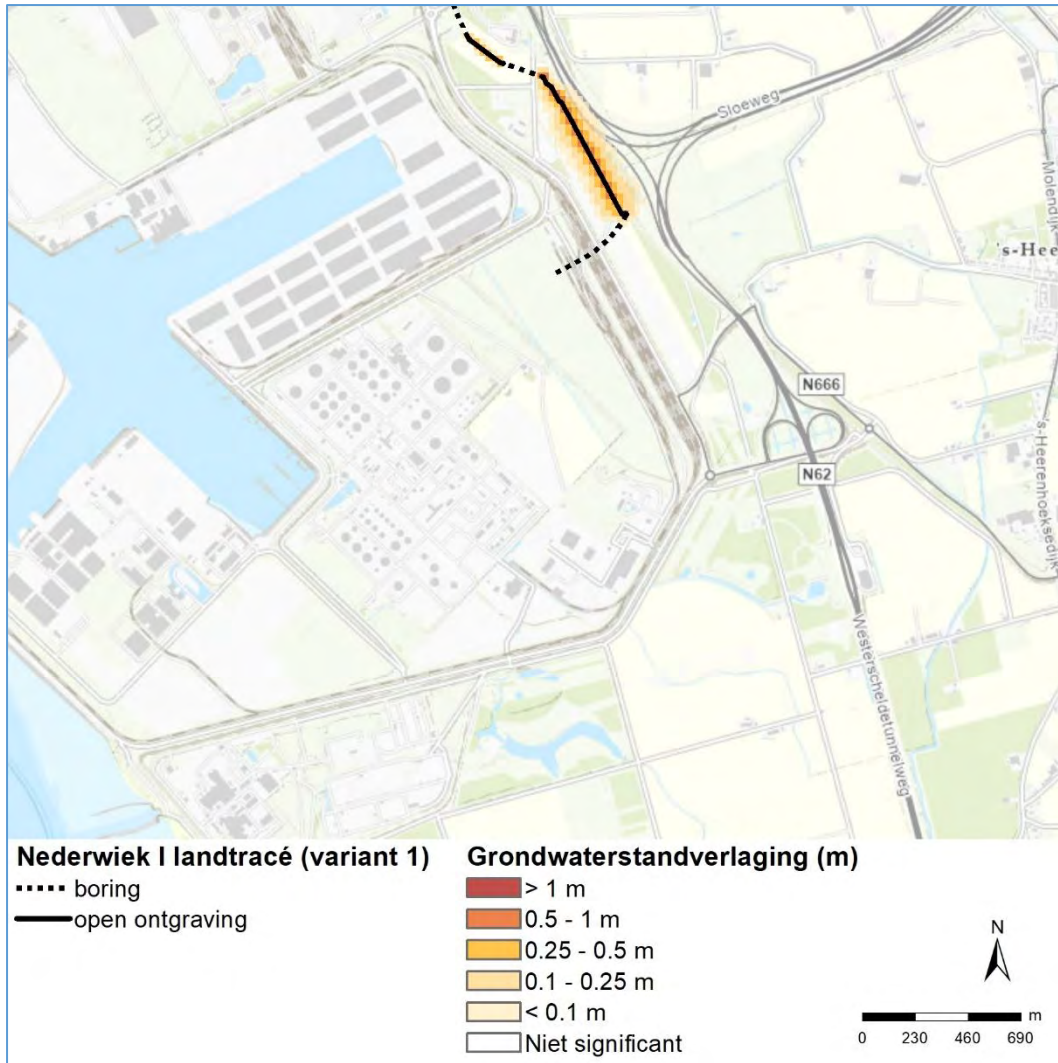 Sloeweg
Molendijk
's-Hee
N666
N62
's-Heerenhoeksedijk
Westerscheldetunnelweg
Nederwiek I landtracé (variant 1)
boring
open ontgraving
Grondwaterstandverlaging (m)
> 1 m
0.5 - 1 m
0.25 - 0.5 m
0.1 - 0.25 m
< 0.1 m
Niet significant
N
m
0 230 460 690